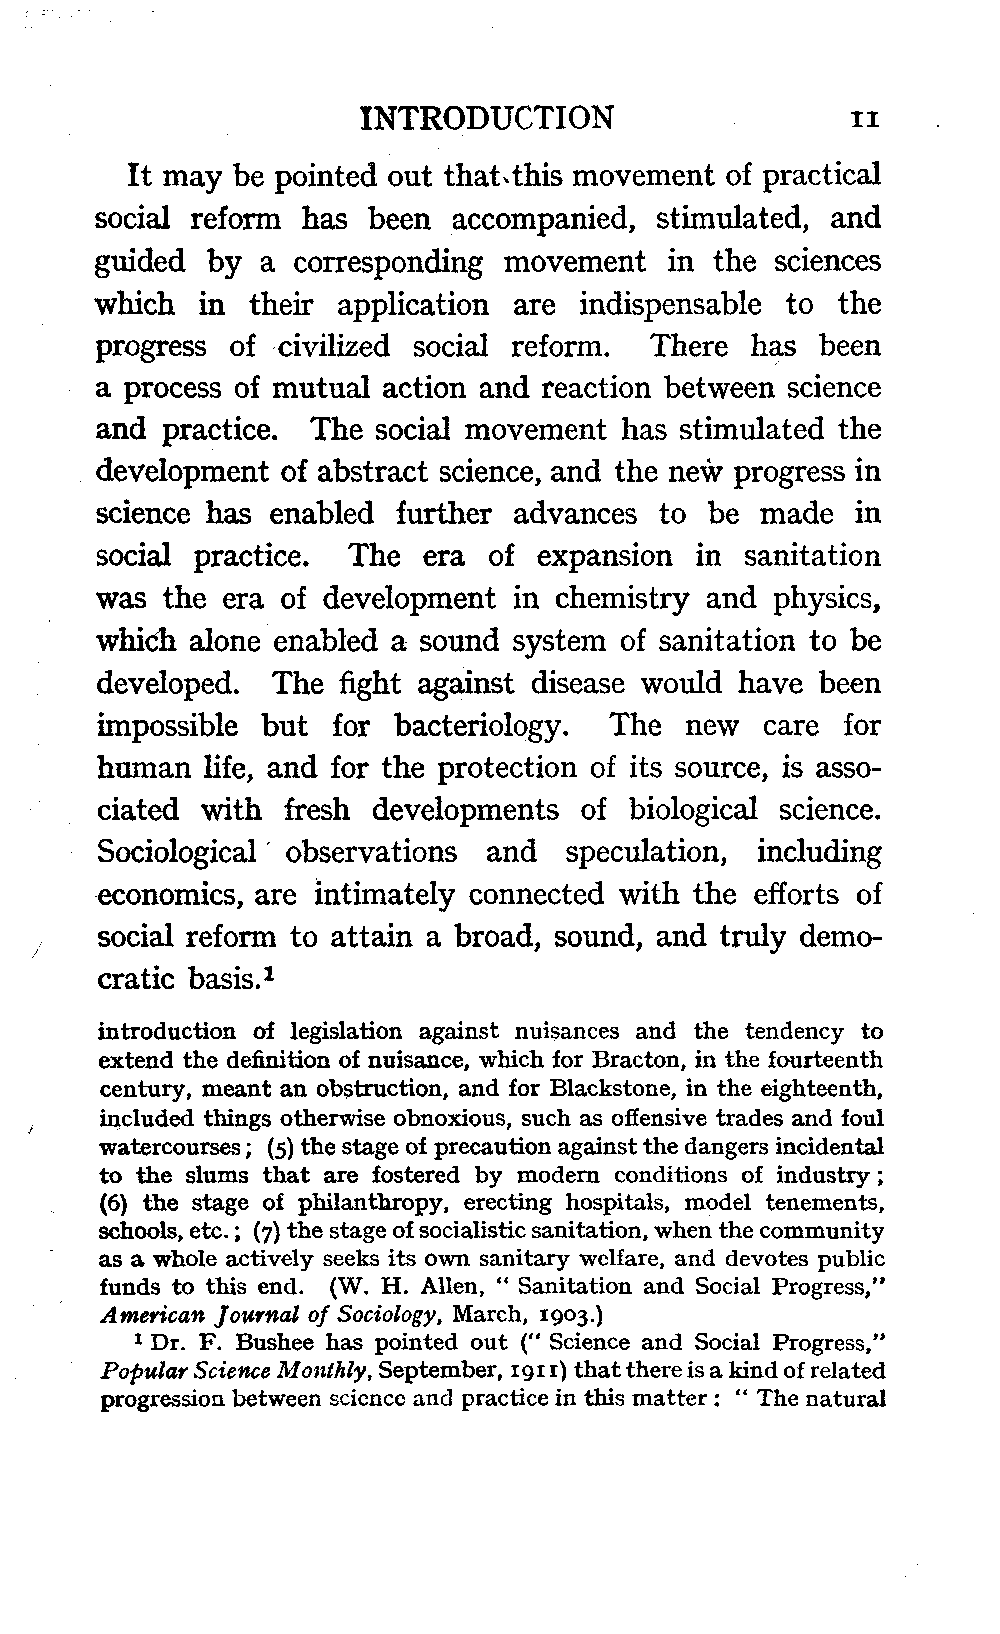 INTRODUCTION 11
It may be pointed out that this movement of practical
social reform has been accompanied, stimulated, and
guided by a corresponding movement in the sciences
which in their application are indispensable to the
progress of civilized social reform. There has been
a process of mutual action and reaction between science
and practice. The social movement has stimulated the
development of abstract science, and the new progress in
science has enabled further advances to be made in
social practice. The era of expansion in sanitation
was the era of development in chemistry and physics,
which alone enabled a sound system of sanitation to be
developed. The fight against disease would have been
impossible but for bacteriology. The new care for
human life, and for the protection of its source, is asso-
ciated with fresh developments of biological science.
Sociological observations and speculation, including
economics, are intimately connected with the efforts of
social reform to attain a broad, sound, and truly demo-
cratic basis.¹
introduction of legislation against nuisances and the tendency to
extend the definition of nuisance, which for Bracton, in the fourteenth
century, meant an obstruction, and for Blackstone, in the eighteenth,
included things otherwise obnoxious, such as offensive trades and foul
watercourses; (5) the stage of precaution against the dangers incidental
to the slums that are fostered by modern conditions of industry;
(6) the stage of philanthropy, erecting hospitals, model tenements,
schools, etc.; (7) the stage of socialistic sanitation, when the community
as a whole actively seeks its own sanitary welfare, and devotes public
funds to this end. (W. H. Allen, "Sanitation and Social Progress,"
American Journal of Sociology, March, 1903.)
¹ Dr. F. Bushee has pointed out ("Science and Social Progress,"
Popular Science Monthly, September, 1911) that there is a kind of related
progression between science and practice in this matter: "The natural